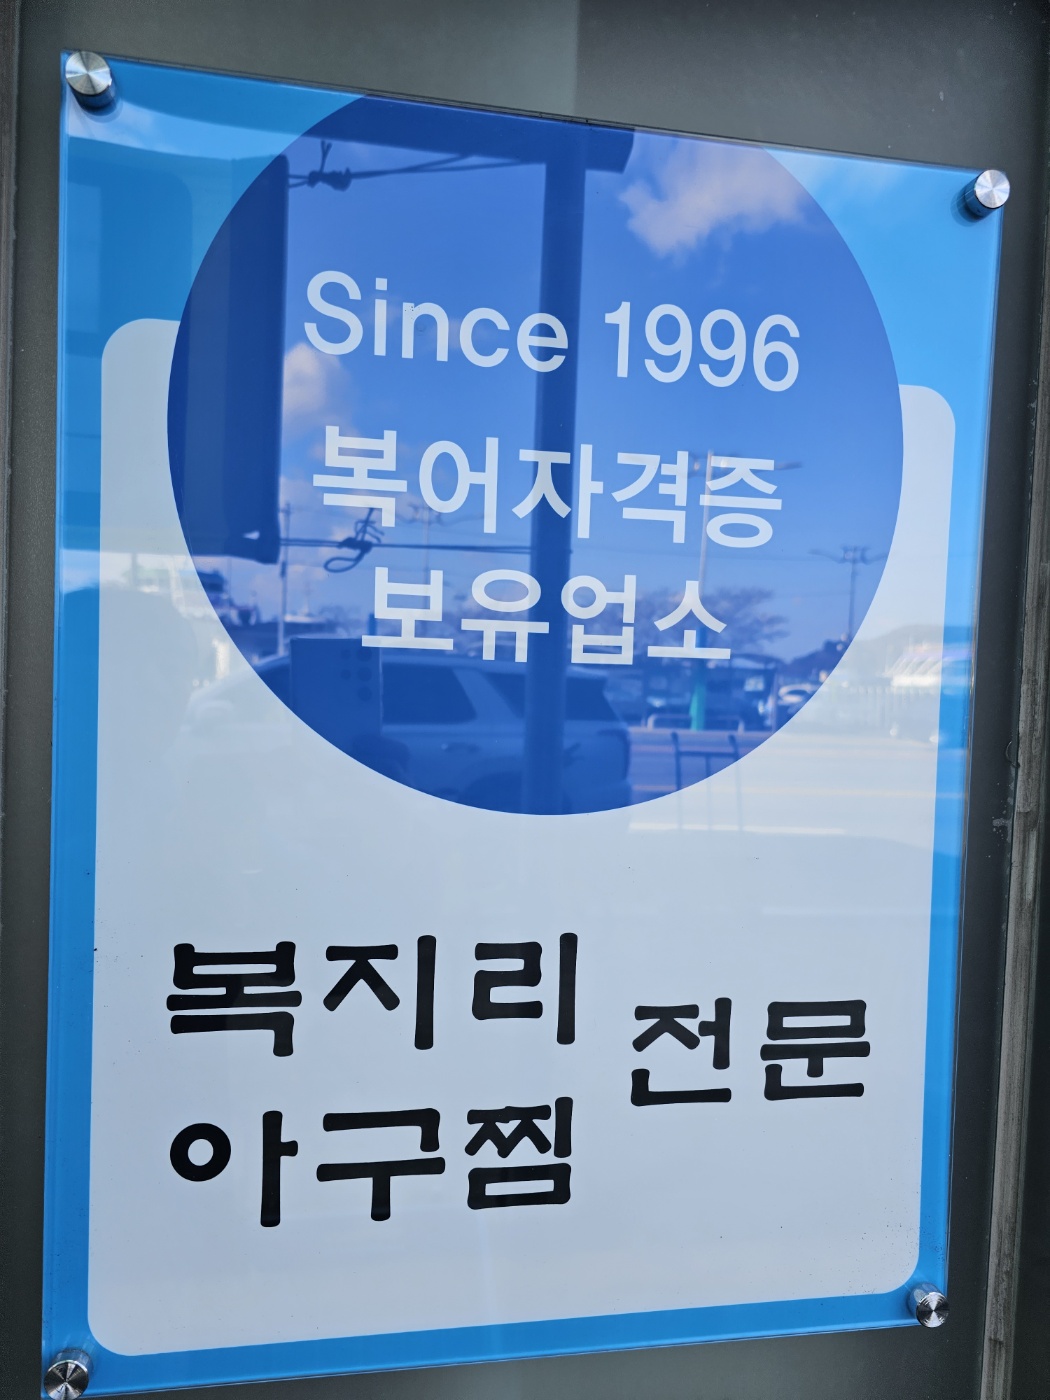 Since 1996
복어자격증
보유업소
복지리
아구찜
전문